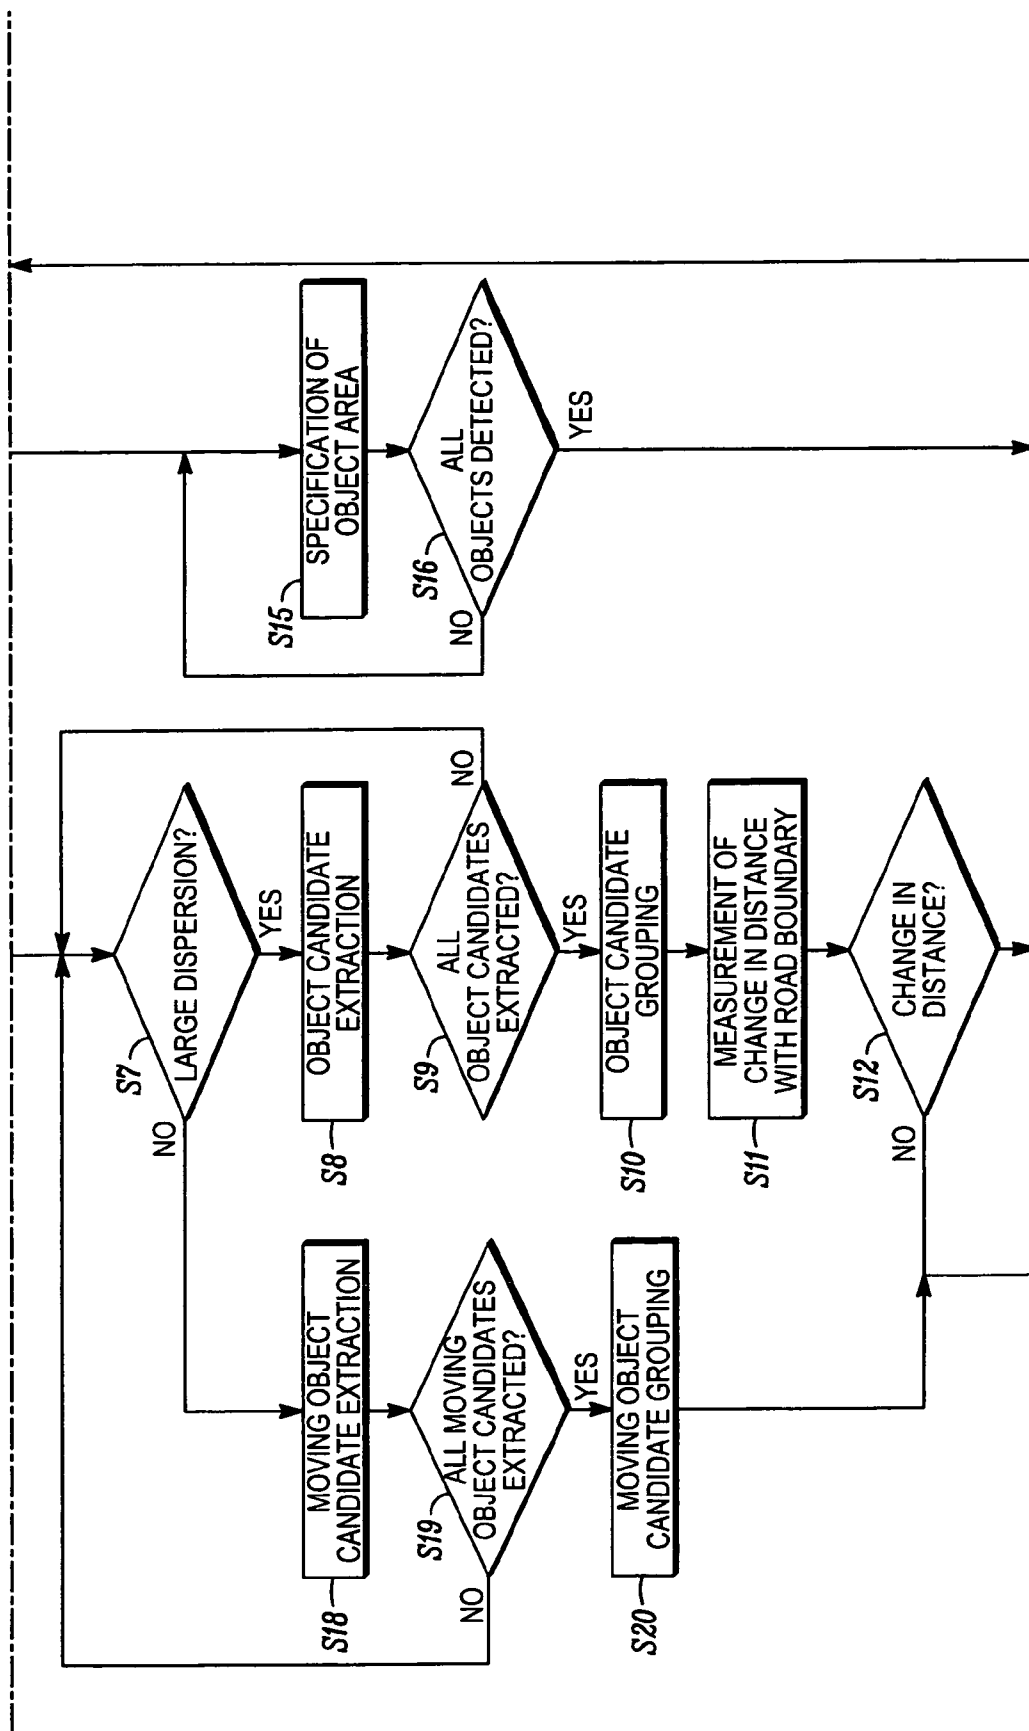 S7
LARGE DISPERSION?
NO
YES
S8
OBJECT CANDIDATE
EXTRACTION
S9
ALL
OBJECT CANDIDATES
EXTRACTED?
NO
YES
S10
OBJECT CANDIDATE
GROUPING
S11
MEASUREMENT OF
CHANGE IN DISTANCE
WITH ROAD BOUNDARY
S12
CHANGE IN
DISTANCE?
NO
S18
MOVING OBJECT
CANDIDATE EXTRACTION
S19
ALL MOVING
OBJECT CANDIDATES
EXTRACTED?
NO
YES
S20
MOVING OBJECT
CANDIDATE GROUPING
S15
SPECIFICATION OF
OBJECT AREA
S16
ALL
OBJECTS DETECTED?
NO
YES